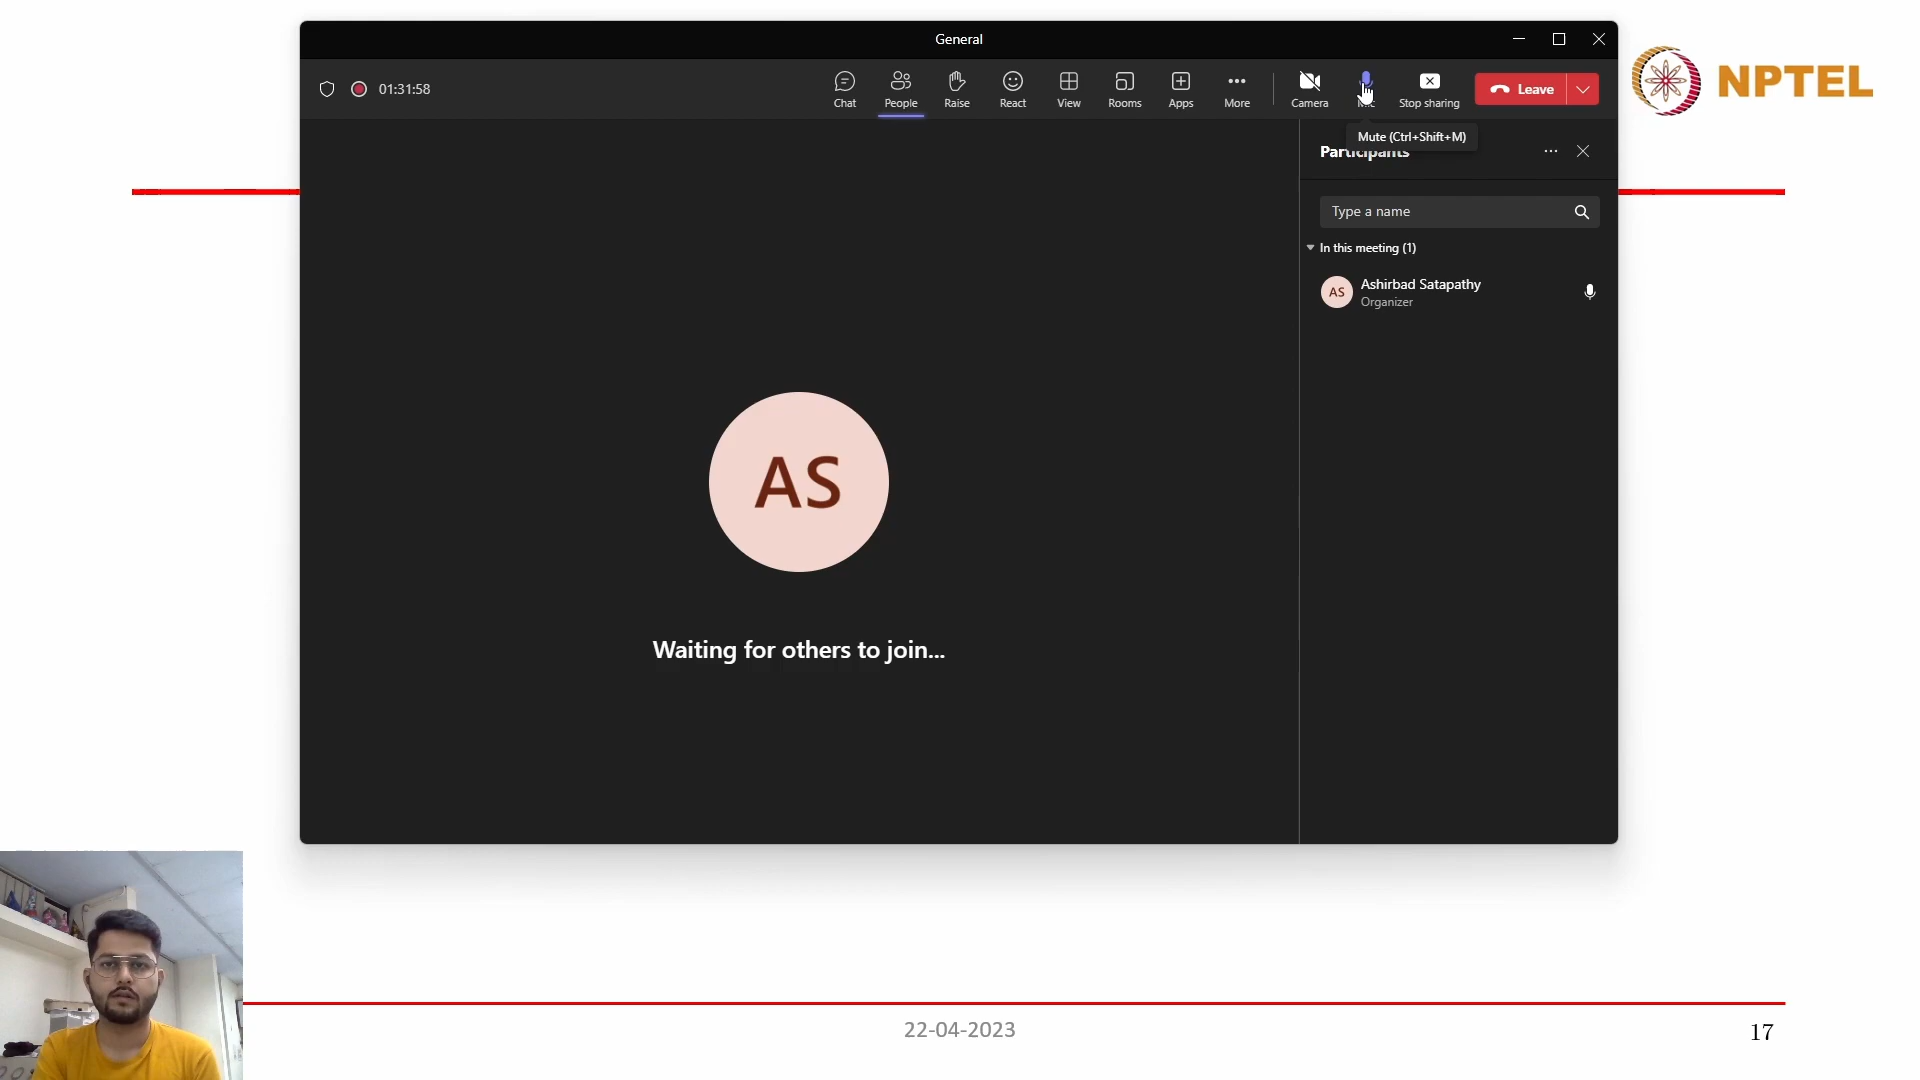 General
NPTEL
01:31:58
Chat
People
Raise
React
View
Rooms
Apps
More
Camera
Stop sharing
Leave
Mute (Ctrl+Shift+M)
Participants
Type a name
In this meeting (1)
AS
Ashirbad Satapathy
Organizer
AS
Waiting for others to join...
22-04-2023
17